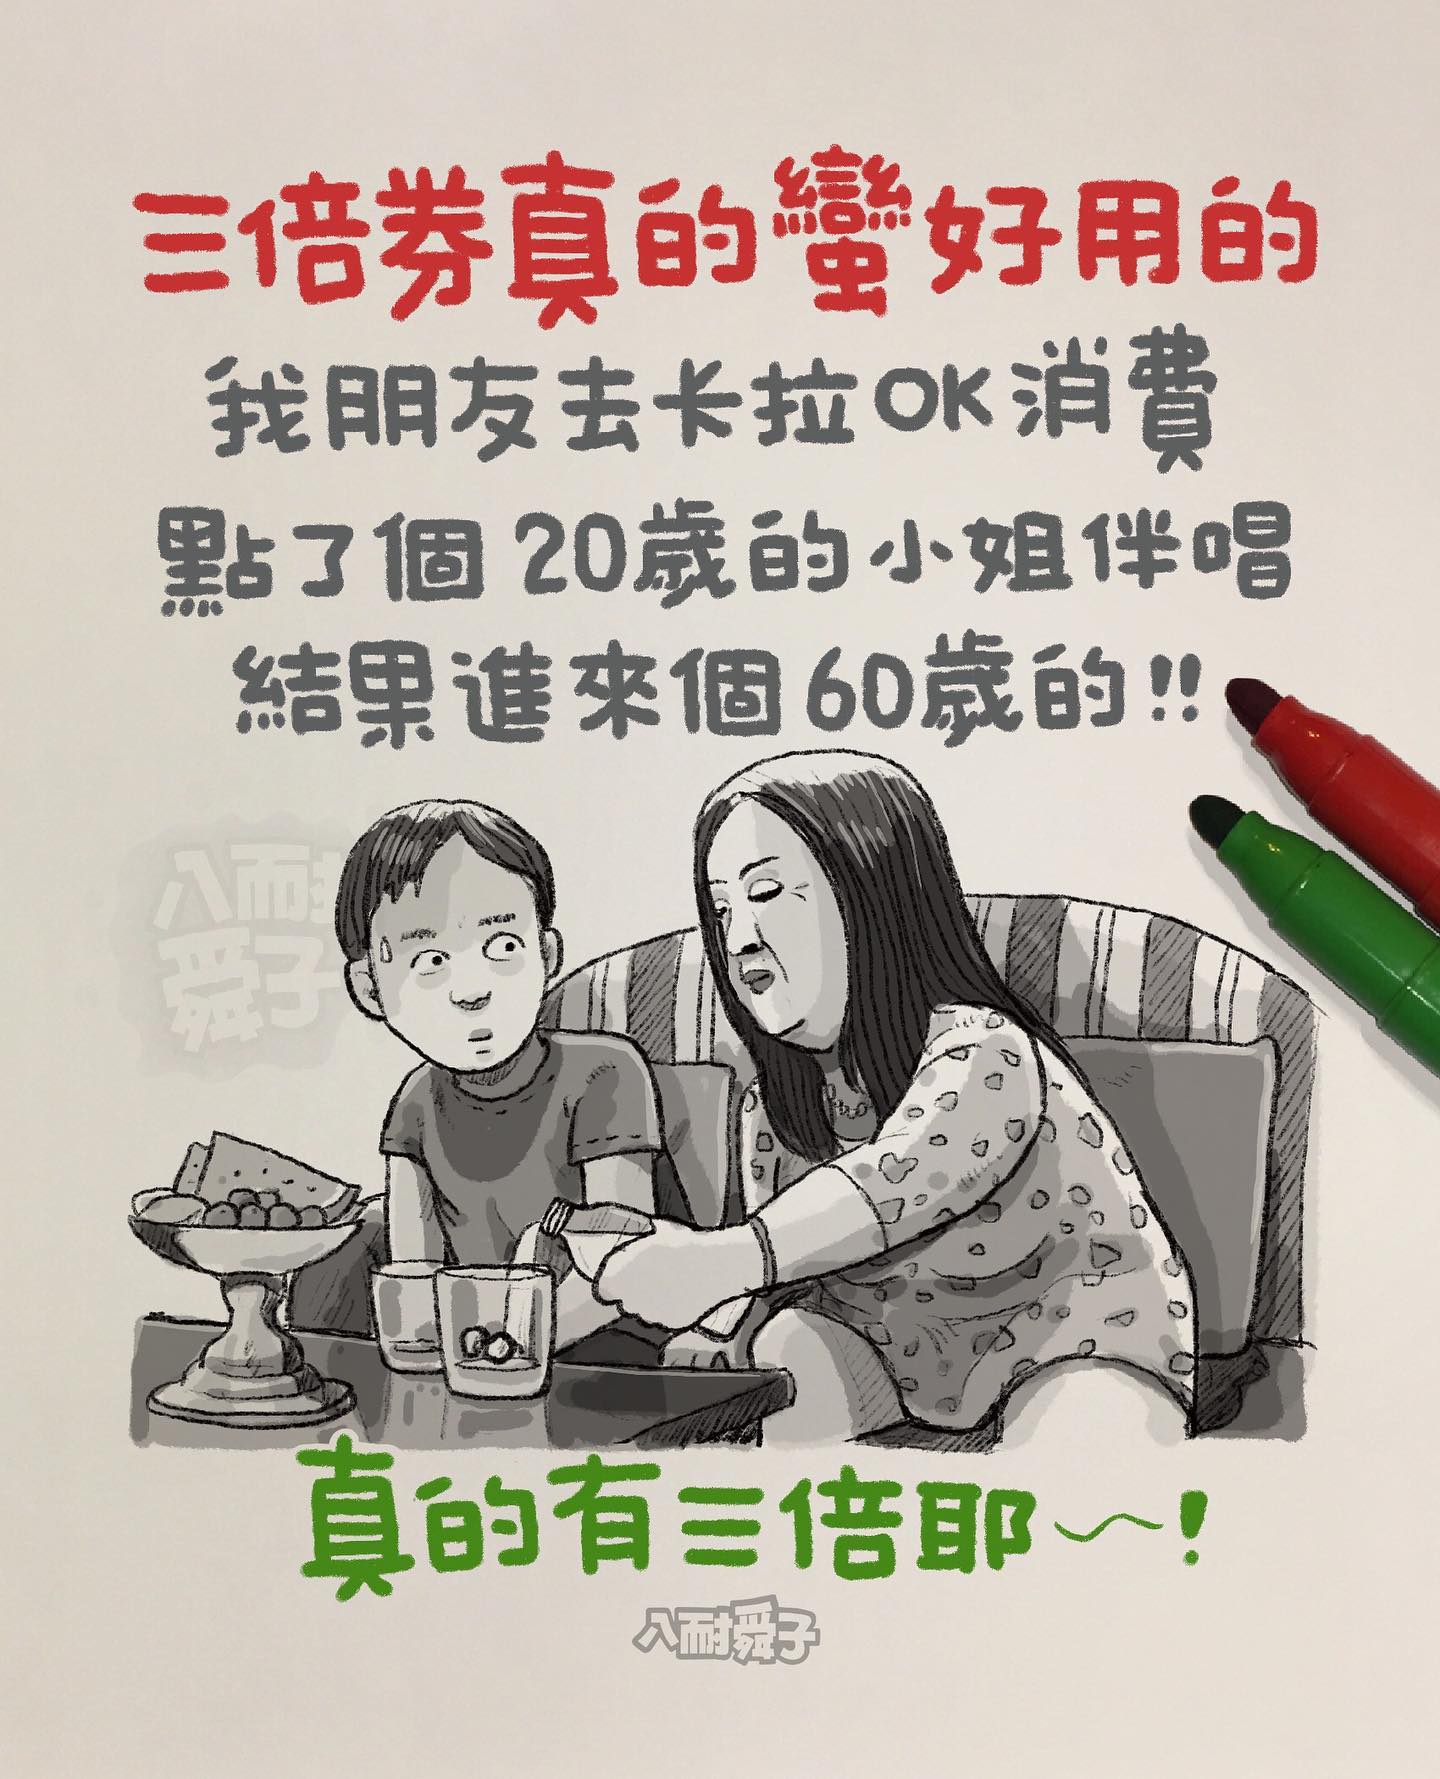 三倍券真的蠻好用的
我朋友去卡拉OK消費
點了個20歲的小姐伴唱
結果進來個60歲的!!
八耐舜子
真的有三倍耶～!
八耐舜子